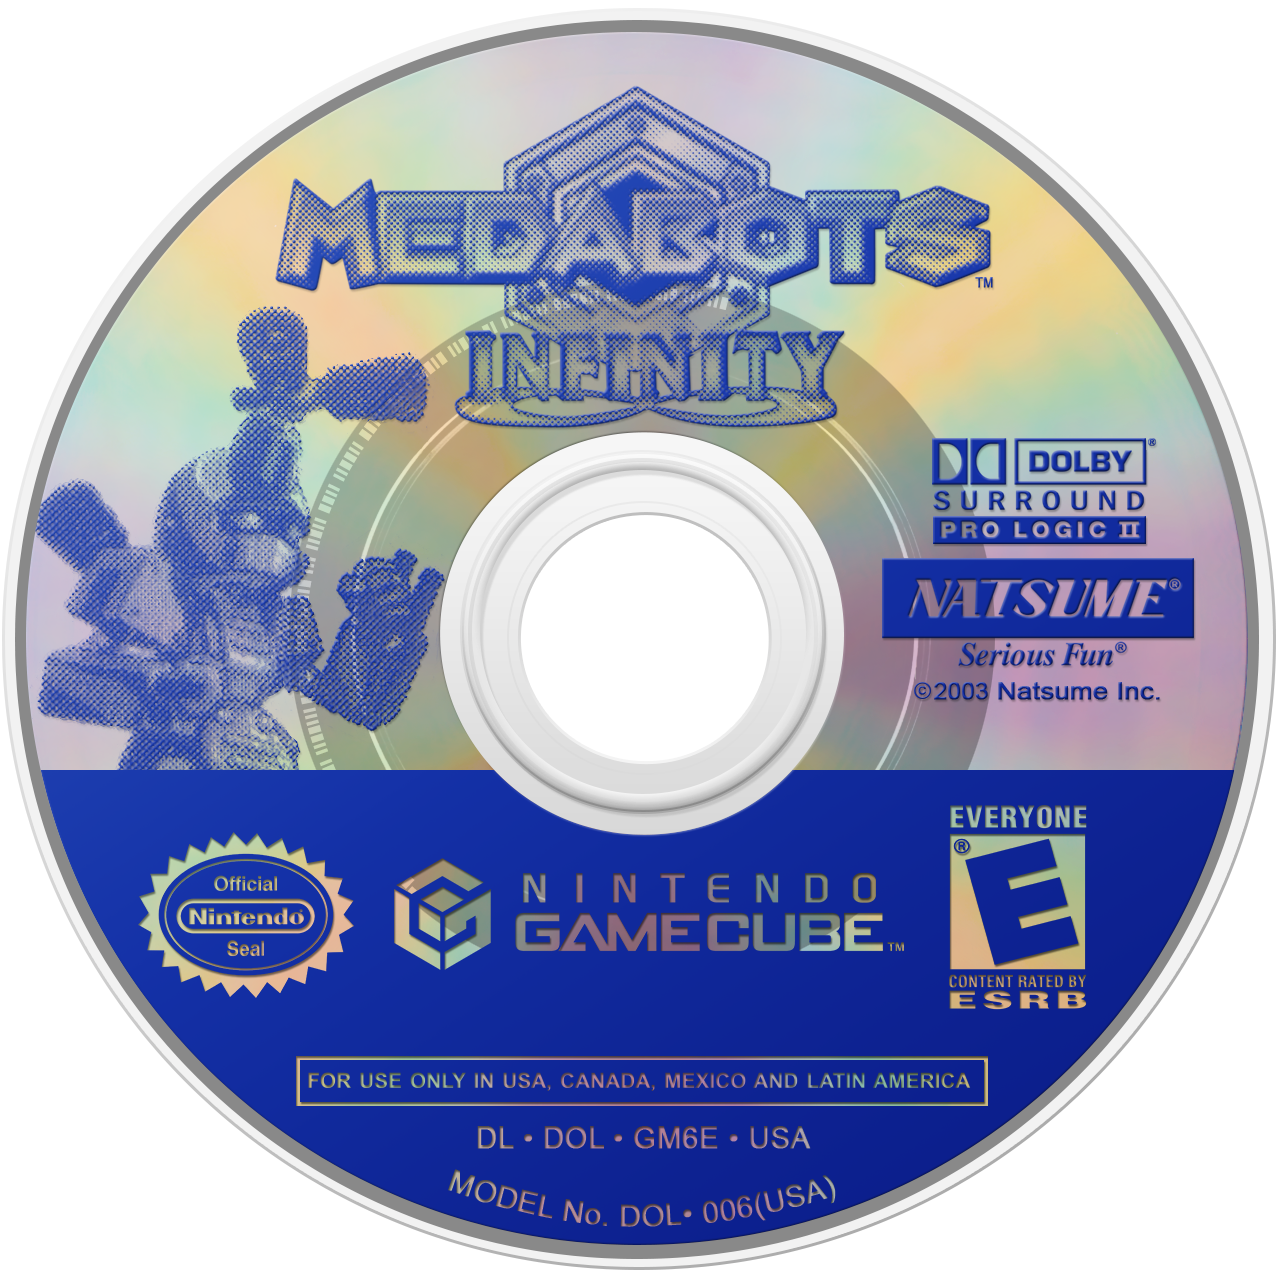 MEDABOTS™
INFINITY
DOLBY®
SURROUND
PRO LOGIC II
NATSUME®
Serious Fun®
©2003 Natsume Inc.
EVERYONE
®
E
CONTENT RATED BY
ESRB
Official
Nintendo
Seal
NINTENDO
GAMECUBE™
FOR USE ONLY IN USA, CANADA, MEXICO AND LATIN AMERICA
DL • DOL • GM6E • USA
MODEL No. DOL• 006(USA)